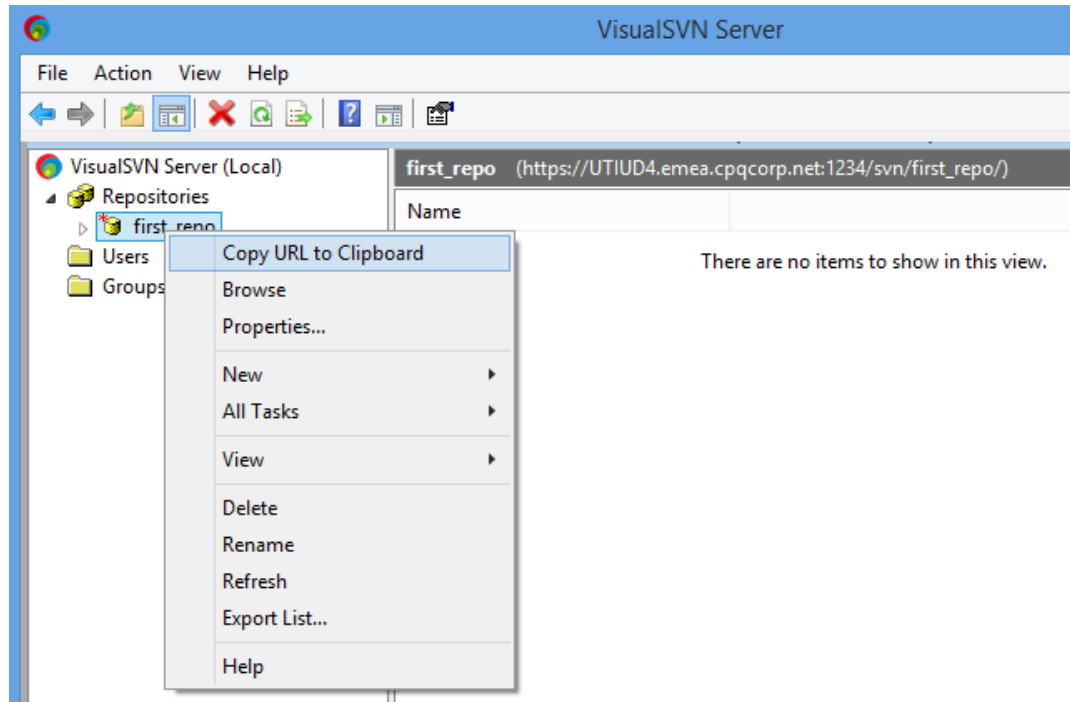 VisualSVN Server
File Action View Help
VisualSVN Server (Local)
Repositories
first_repo
Users
Groups
first_repo (https://UTIUD4.emea.cpqcorp.net:1234/svn/first_repo/)
Name
There are no items to show in this view.
Copy URL to Clipboard
Browse
Properties...
New
All Tasks
View
Delete
Rename
Refresh
Export List...
Help